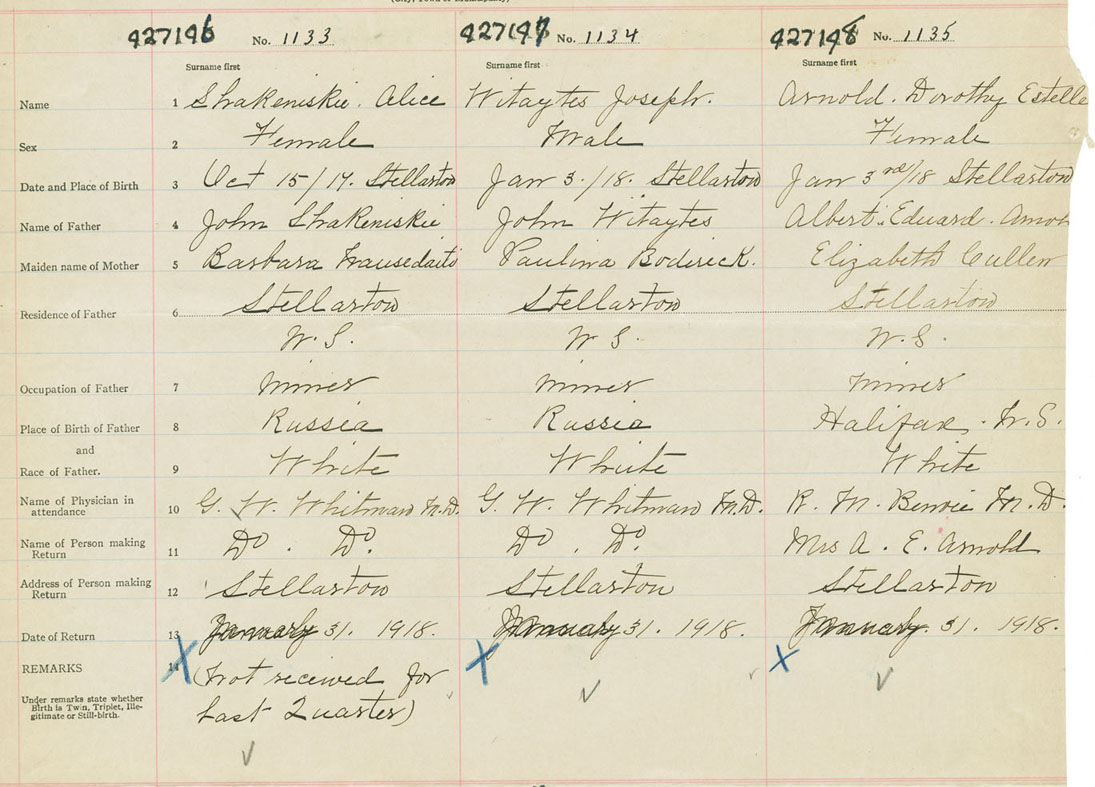 427146 No. 1133 427147 No. 1134 427148 No. 1135
Surname first Surname first Surname first
Name 1 Shakeniskie. Alice Witaytes Joseph. Arnold. Dorothy Estelle
Sex 2 Female Male Female
Date and Place of Birth 3 Oct 15/17. Stellarton Jan 3./18. Stellarton Jan 3rd/18 Stellarton
Name of Father 4 John Shakeniskie John Witaytes Albert. Edward. Arnold
Maiden name of Mother 5 Barbara Paulina Boderick. Elizabeth Cullen
Residence of Father 6 Stellarton Stellarton Stellarton
N. S. N S. N. S.
Occupation of Father 7 Miner Miner Miner
Place of Birth of Father 8 Russia Russia Halifax. N. S.
and
Race of Father. 9 White White White
Name of Physician in
attendance 10 G. W. Whitman M.D. G. W. Whitman M.D. R. M. Benvie M. D.
Name of Person making
Return 11 Do. Do. Do. Do. Mrs A. E. Arnold
Address of Person making
Return 12 Stellarton Stellarton Stellarton
Date of Return 13 January 31. 1918. January 31. 1918. January. 31. 1918.
REMARKS 14 (Not received for
Last Quarter)
Under remarks state whether
Birth is Twin, Triplet, Ille-
gitimate or Still-birth.